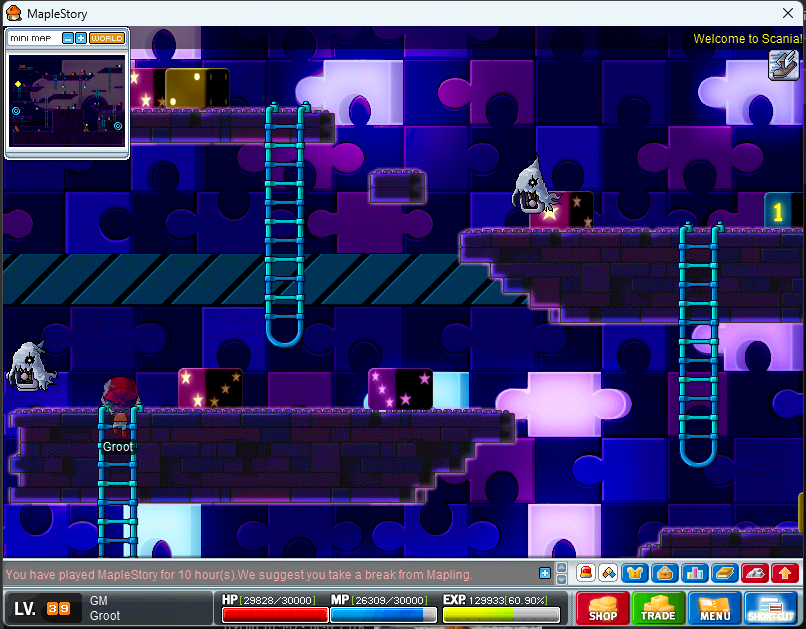 MapleStory
MINI MAP
WORLD
Welcome to Scania!
1
Groot
You have played MapleStory for 10 hour(s).We suggest you take a break from Mapling.
LV. 39
GM
Groot
HP[29828/30000] MP[26309/30000] EXP 129933[60.90%]
SHOP
TRADE
MENU
SHORT-CUT